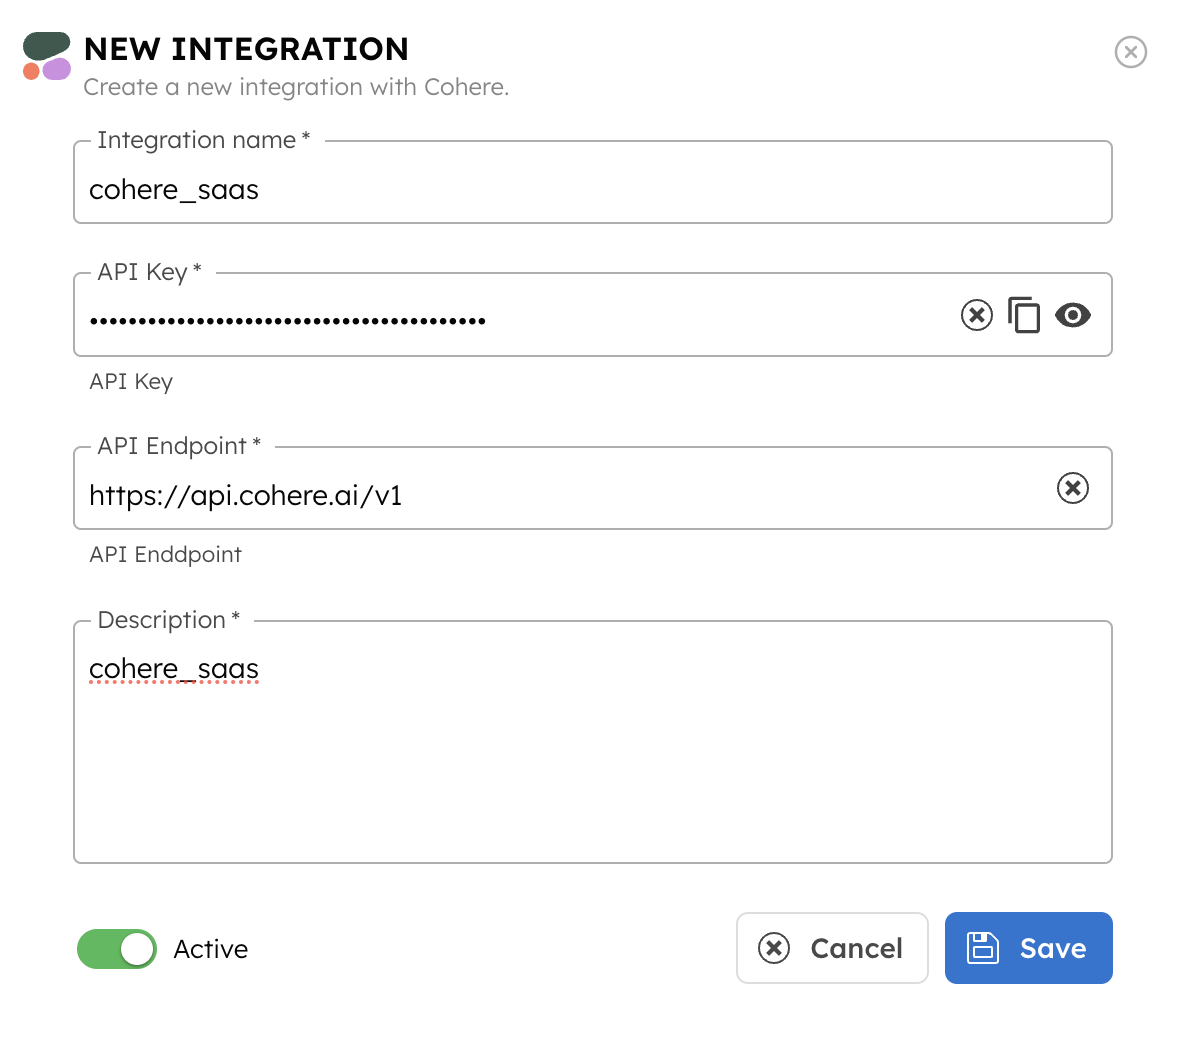 NEW INTEGRATION
Create a new integration with Cohere.
Integration name *
cohere_saas
API Key *
•••••••••••••••••••••••••••••••••••••••••
API Key
API Endpoint *
https://api.cohere.ai/v1
API Enddpoint
Description *
cohere_saas
Active
Cancel
Save